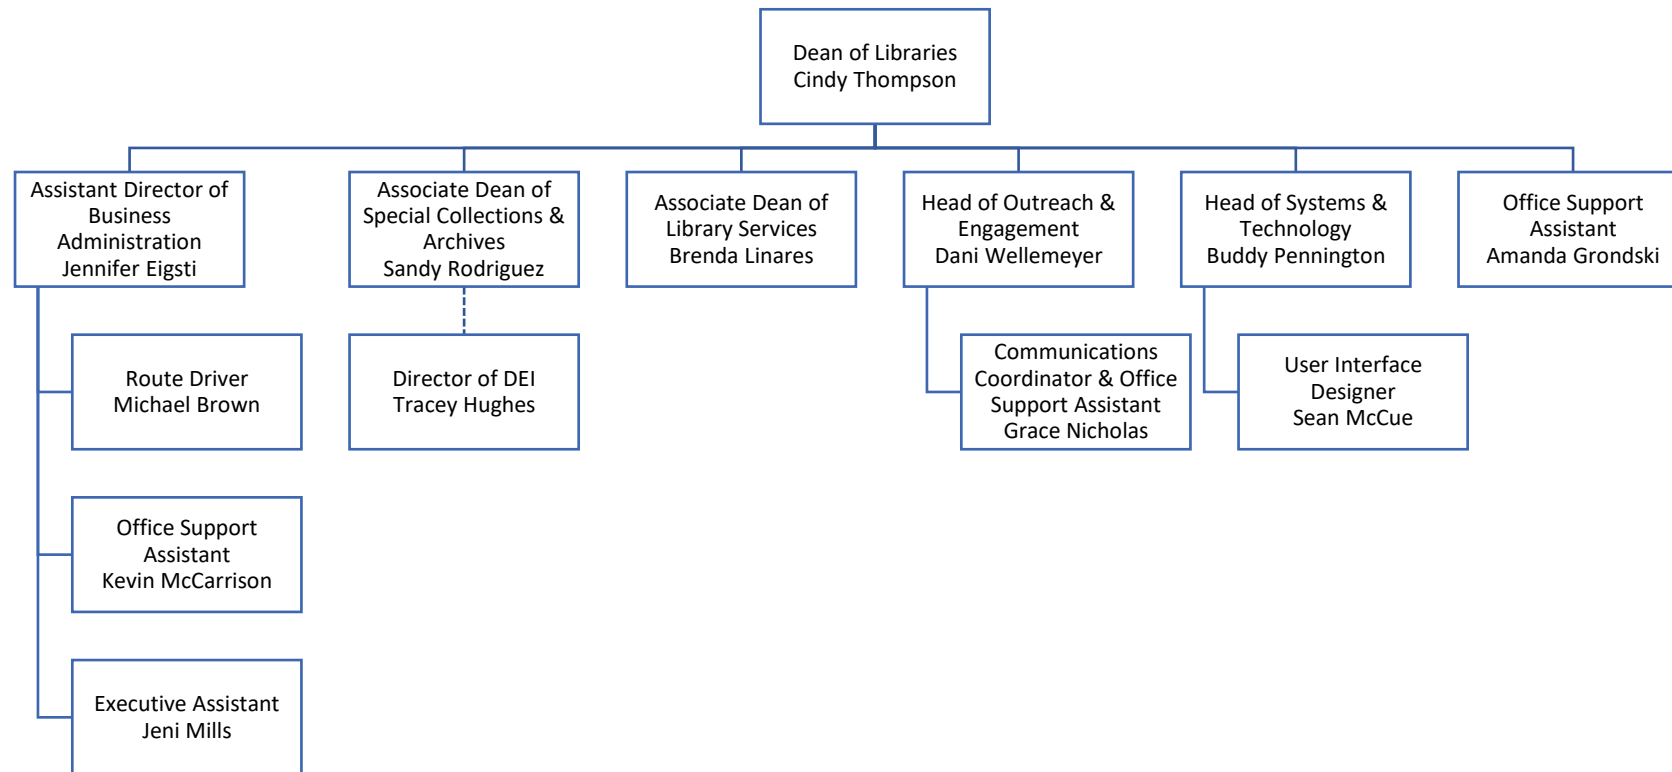 Dean of Libraries
Cindy Thompson
Assistant Director of
Business
Administration
Jennifer Eigsti
Associate Dean of
Special Collections &
Archives
Sandy Rodriguez
Associate Dean of
Library Services
Brenda Linares
Head of Outreach &
Engagement
Dani Wellemeyer
Head of Systems &
Technology
Buddy Pennington
Office Support
Assistant
Amanda Grondski
Route Driver
Michael Brown
Director of DEI
Tracey Hughes
Communications
Coordinator & Office
Support Assistant
Grace Nicholas
User Interface
Designer
Sean McCue
Office Support
Assistant
Kevin McCarrison
Executive Assistant
Jeni Mills